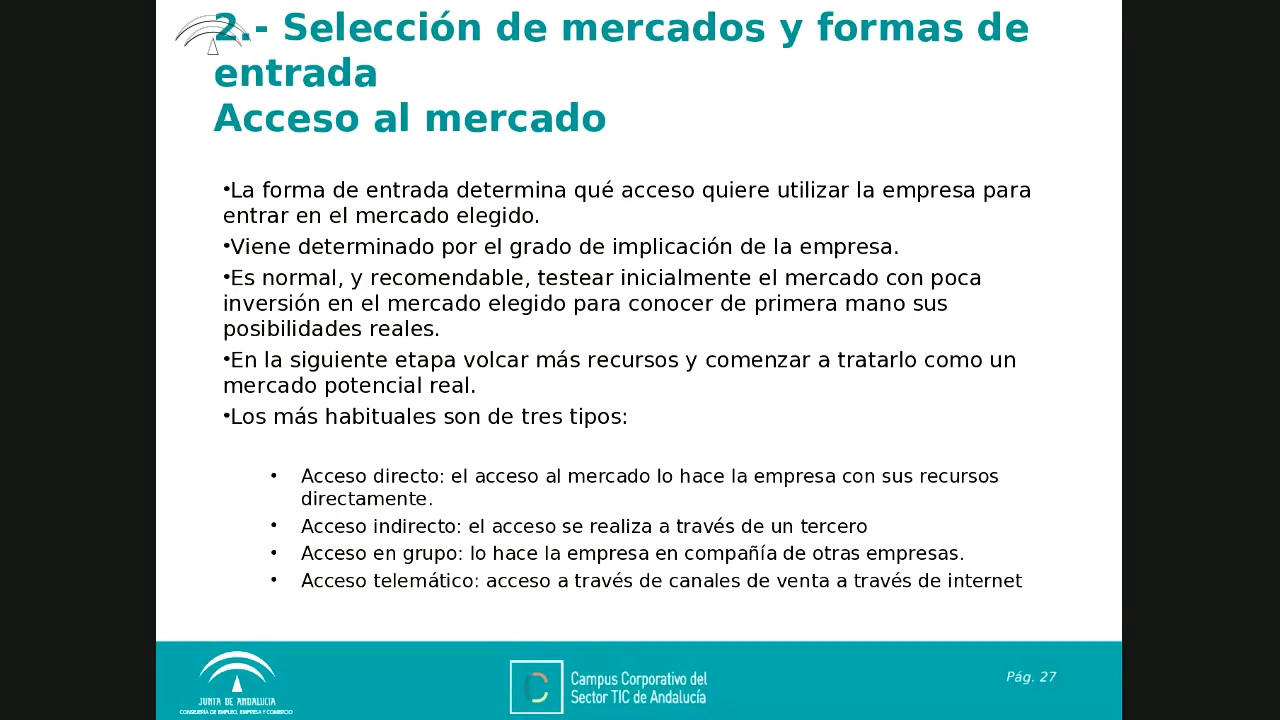 2.- Selección de mercados y formas de
entrada
Acceso al mercado
•La forma de entrada determina qué acceso quiere utilizar la empresa para
entrar en el mercado elegido.
•Viene determinado por el grado de implicación de la empresa.
•Es normal, y recomendable, testear inicialmente el mercado con poca
inversión en el mercado elegido para conocer de primera mano sus
posibilidades reales.
•En la siguiente etapa volcar más recursos y comenzar a tratarlo como un
mercado potencial real.
•Los más habituales son de tres tipos:
• Acceso directo: el acceso al mercado lo hace la empresa con sus recursos
directamente.
• Acceso indirecto: el acceso se realiza a través de un tercero
• Acceso en grupo: lo hace la empresa en compañía de otras empresas.
• Acceso telemático: acceso a través de canales de venta a través de internet
JUNTA DE ANDALUCIA
CONSEJERÍA DE EMPLEO, EMPRESA Y COMERCIO
C
Campus Corporativo del
Sector TIC de Andalucía
Pág. 27